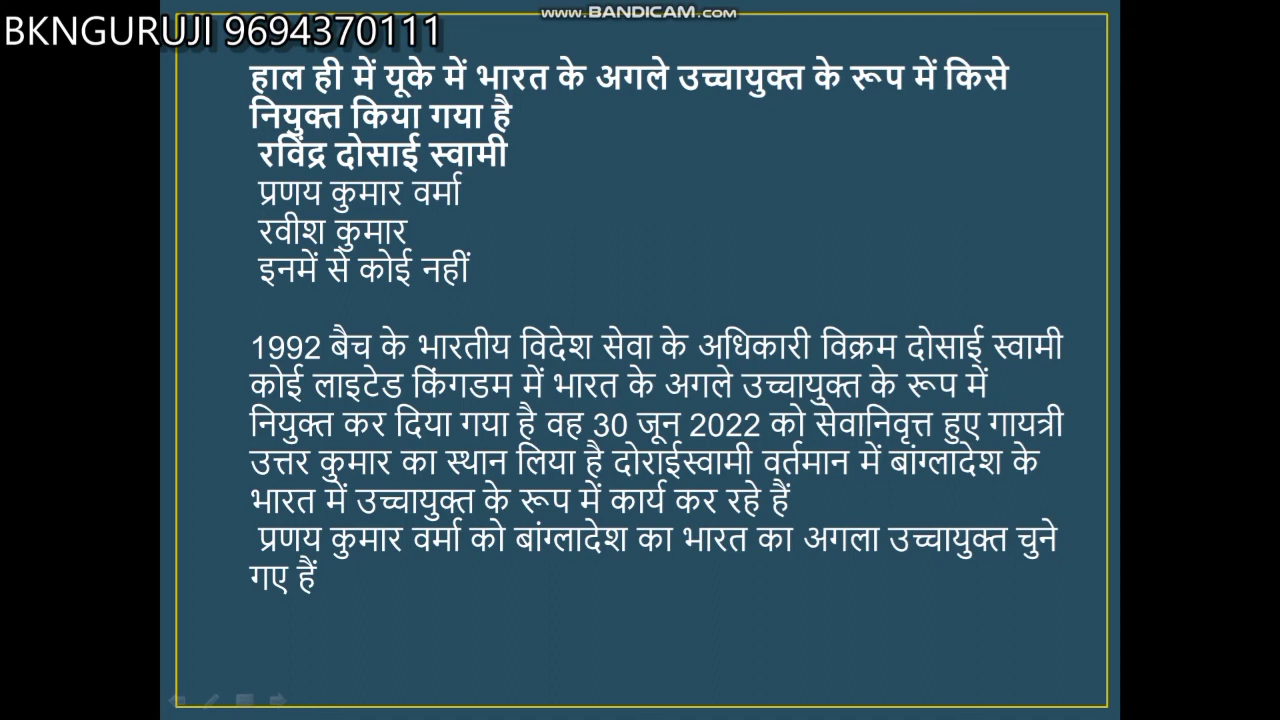 www.BANDICAM.com
BKNGURUJI 9694370111
हाल ही में यूके में भारत के अगले उच्चायुक्त के रूप में किसे
नियुक्त किया गया है
रविंद्र दोसाई स्वामी
प्रणय कुमार वर्मा
रवीश कुमार
इनमें से कोई नहीं
1992 बैच के भारतीय विदेश सेवा के अधिकारी विक्रम दोसाई स्वामी
कोई लाइटेड किंगडम में भारत के अगले उच्चायुक्त के रूप में
नियुक्त कर दिया गया है वह 30 जून 2022 को सेवानिवृत्त हुए गायत्री
उत्तर कुमार का स्थान लिया है दोराईस्वामी वर्तमान में बांग्लादेश के
भारत में उच्चायुक्त के रूप में कार्य कर रहे हैं
प्रणय कुमार वर्मा को बांग्लादेश का भारत का अगला उच्चायुक्त चुने
गए हैं